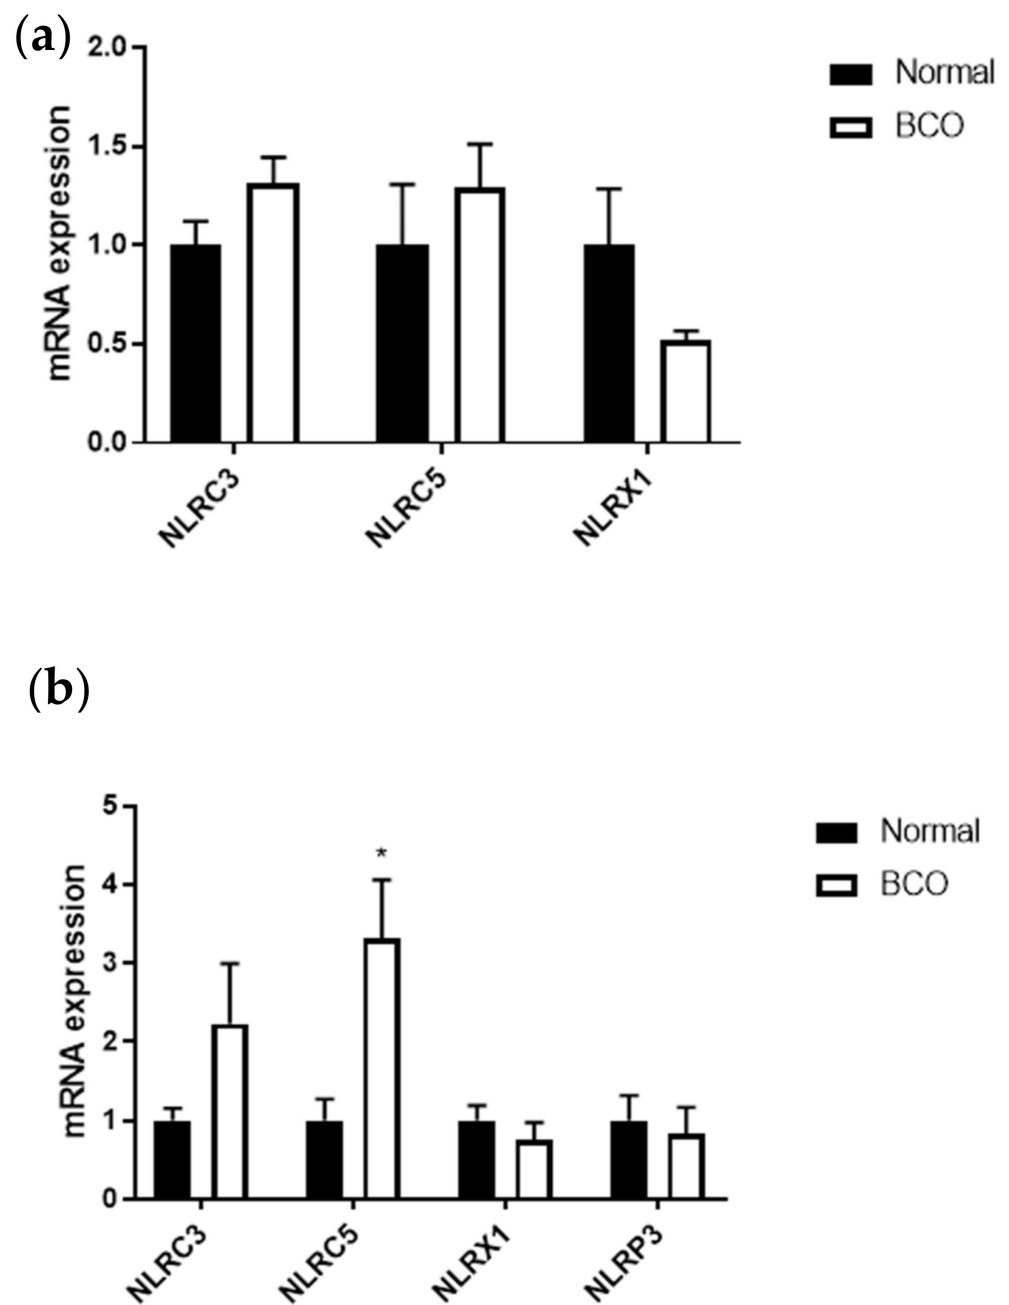 (a)
2.0
1.5
1.0
0.5
0.0
mRNA expression
NLRC3
NLRC5
NLRX1
Normal
BCO
(b)
5
4
3
2
1
0
mRNA expression
*
NLRC3
NLRC5
NLRX1
NLRP3
Normal
BCO